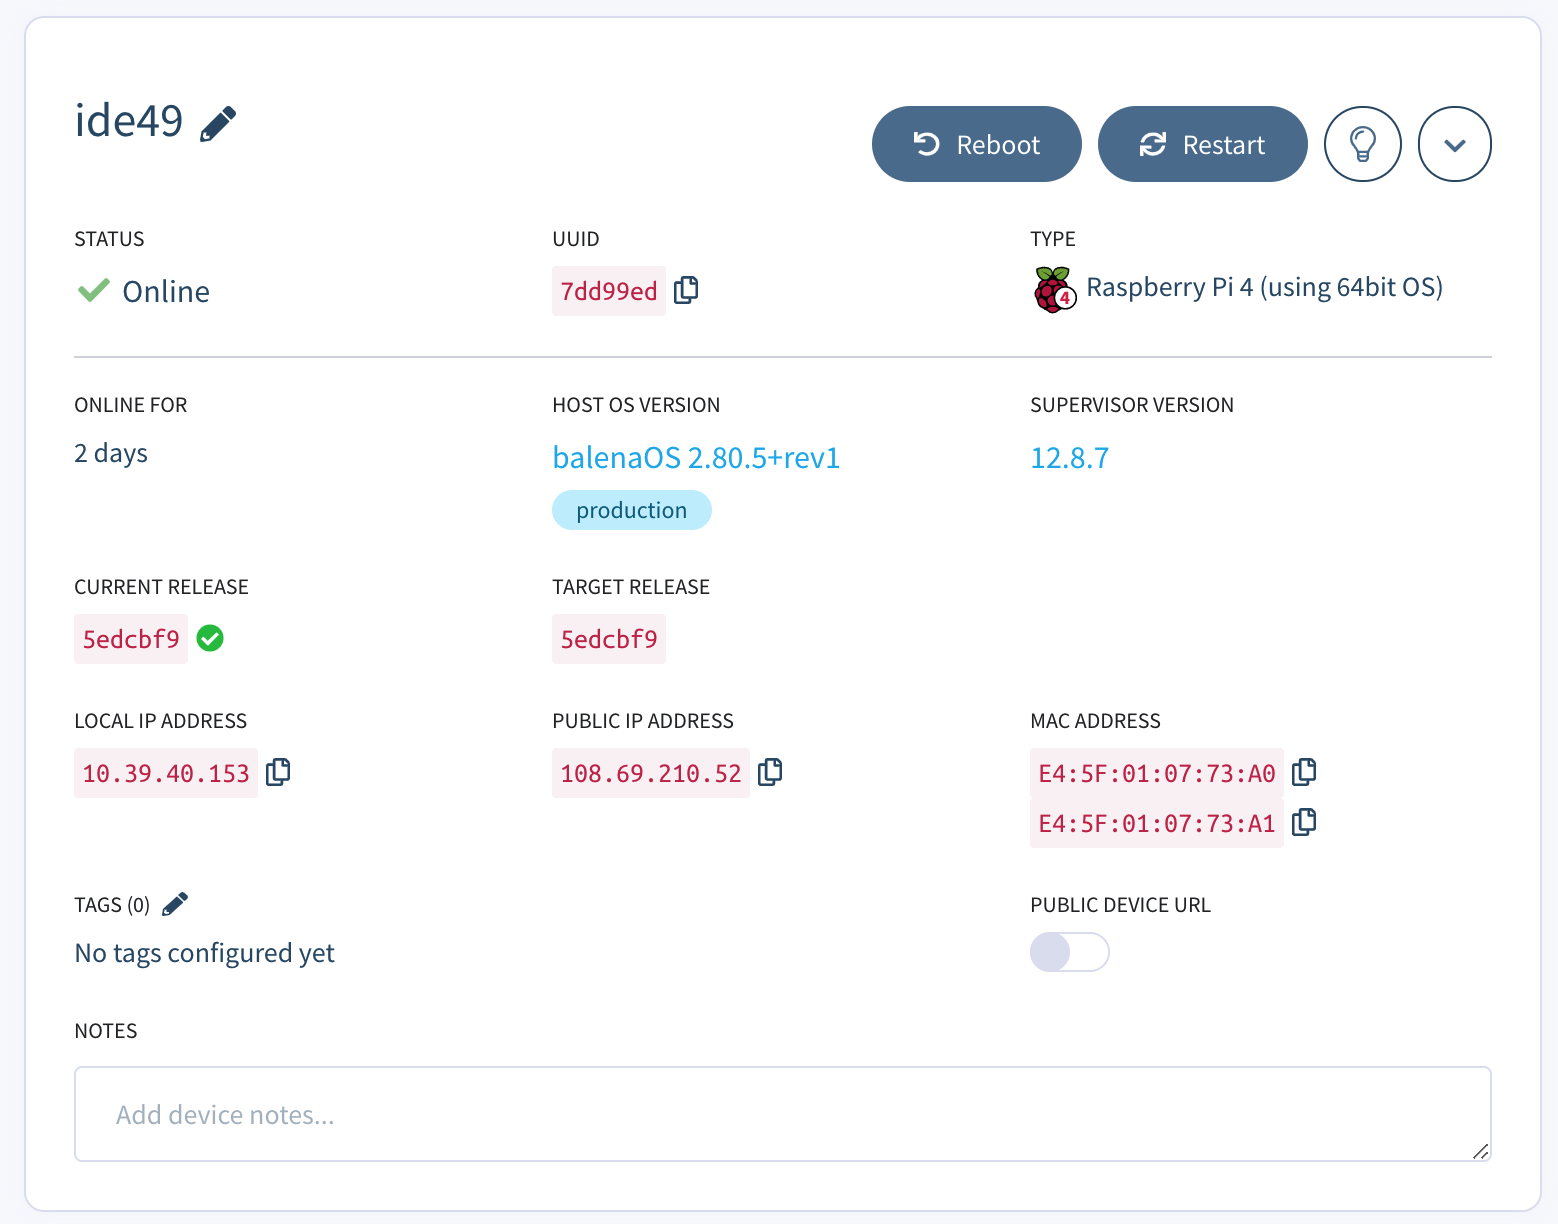 ide49
Reboot
Restart
STATUS
UUID
TYPE
Online
7dd99ed
4
Raspberry Pi 4 (using 64bit OS)
ONLINE FOR
HOST OS VERSION
SUPERVISOR VERSION
2 days
balenaOS 2.80.5+rev1
12.8.7
production
CURRENT RELEASE
TARGET RELEASE
5edcbf9
5edcbf9
LOCAL IP ADDRESS
PUBLIC IP ADDRESS
MAC ADDRESS
10.39.40.153
108.69.210.52
E4:5F:01:07:73:A0
E4:5F:01:07:73:A1
TAGS (0)
PUBLIC DEVICE URL
No tags configured yet
NOTES
Add device notes...